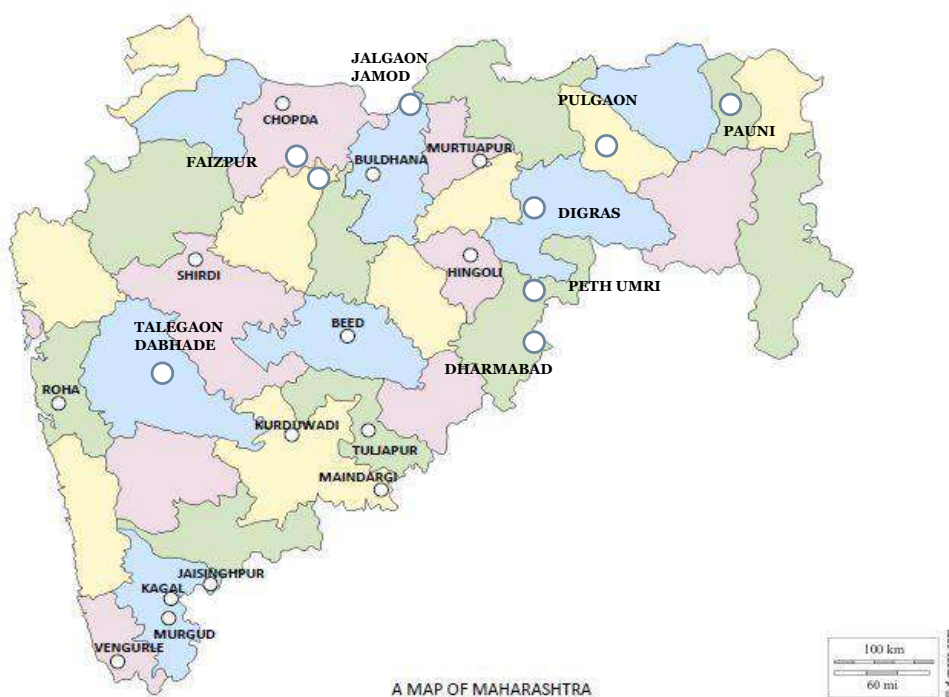 JALGAON
JAMOD
CHOPDA
PULGAON
PAUNI
FAIZPUR
BULDHANA
MURTIJAPUR
DIGRAS
SHIRDI
HINGOLI
PETH UMRI
TALEGAON
DABHADE
BEED
DHARMABAD
ROHA
KURDUWADI
TULJAPUR
MAINDARGI
JAISINGHPUR
KAGAL
MURGUD
VENGURLE
100 km
60 mi
A MAP OF MAHARASHTRA